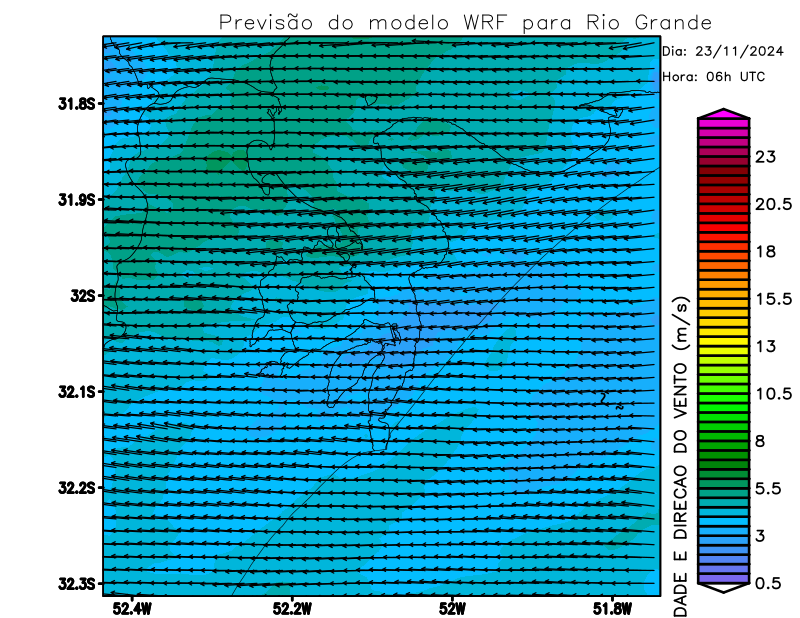 Previsão do modelo WRF para Rio Grande
Dia: 23/11/2024
Hora: 06h UTC
31.8S
31.9S
32S
32.1S
32.2S
32.3S
52.4W
52.2W
52W
51.8W
23
20.5
18
15.5
13
10.5
8
5.5
3
0.5
DADE E DIRECAO DO VENTO (m/s)